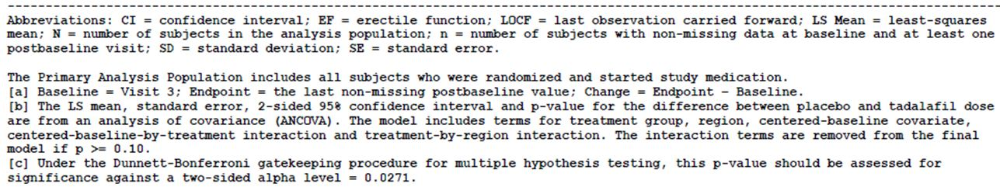 Abbreviations: CI = confidence interval; EF = erectile function; LOCF = last observation carried forward; LS Mean = least-squares
mean; N = number of subjects in the analysis population; n = number of subjects with non-missing data at baseline and at least one
postbaseline visit; SD = standard deviation; SE = standard error.

The Primary Analysis Population includes all subjects who were randomized and started study medication.
[a] Baseline = Visit 3; Endpoint = the last non-missing postbaseline value; Change = Endpoint - Baseline.
[b] The LS mean, standard error, 2-sided 95% confidence interval and p-value for the difference between placebo and tadalafil dose
are from an analysis of covariance (ANCOVA). The model includes terms for treatment group, region, centered-baseline covariate,
centered-baseline-by-treatment interaction and treatment-by-region interaction. The interaction terms are removed from the final
model if p >= 0.10.
[c] Under the Dunnett-Bonferroni gatekeeping procedure for multiple hypothesis testing, this p-value should be assessed for
significance against a two-sided alpha level = 0.0271.